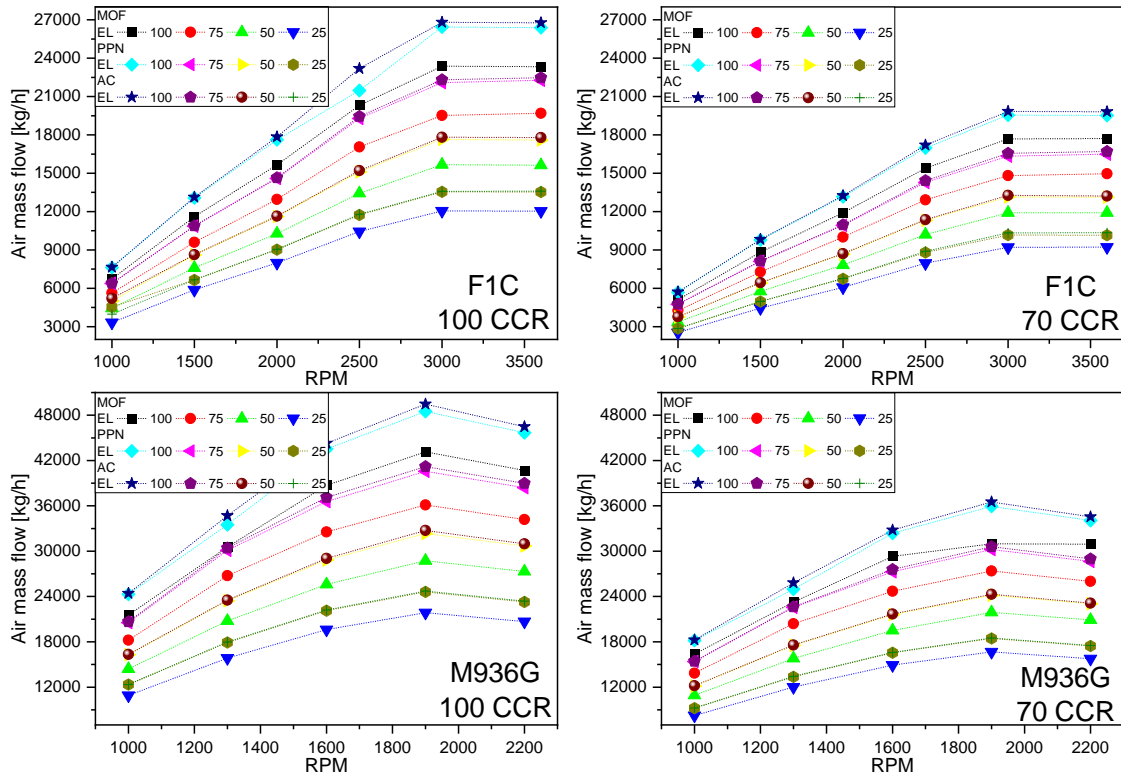 27000
24000
21000
18000
15000
12000
9000
6000
3000
Air mass flow [kg/h]
MOF
EL 100 75 50 25
PPN
EL 100 75 50 25
AC
EL 100 75 50 25
F1C
100 CCR
1000 1500 2000 2500 3000 3500
RPM
27000
24000
21000
18000
15000
12000
9000
6000
3000
Air mass flow [kg/h]
MOF
EL 100 75 50 25
PPN
EL 100 75 50 25
AC
EL 100 75 50 25
F1C
70 CCR
1000 1500 2000 2500 3000 3500
RPM
48000
42000
36000
30000
24000
18000
12000
Air mass flow [kg/h]
MOF
EL 100 75 50 25
PPN
EL 100 75 50 25
AC
EL 100 75 50 25
M936G
100 CCR
1000 1200 1400 1600 1800 2000 2200
RPM
48000
42000
36000
30000
24000
18000
12000
Air mass flow [kg/h]
MOF
EL 100 75 50 25
PPN
EL 100 75 50 25
AC
EL 100 75 50 25
M936G
70 CCR
1000 1200 1400 1600 1800 2000 2200
RPM